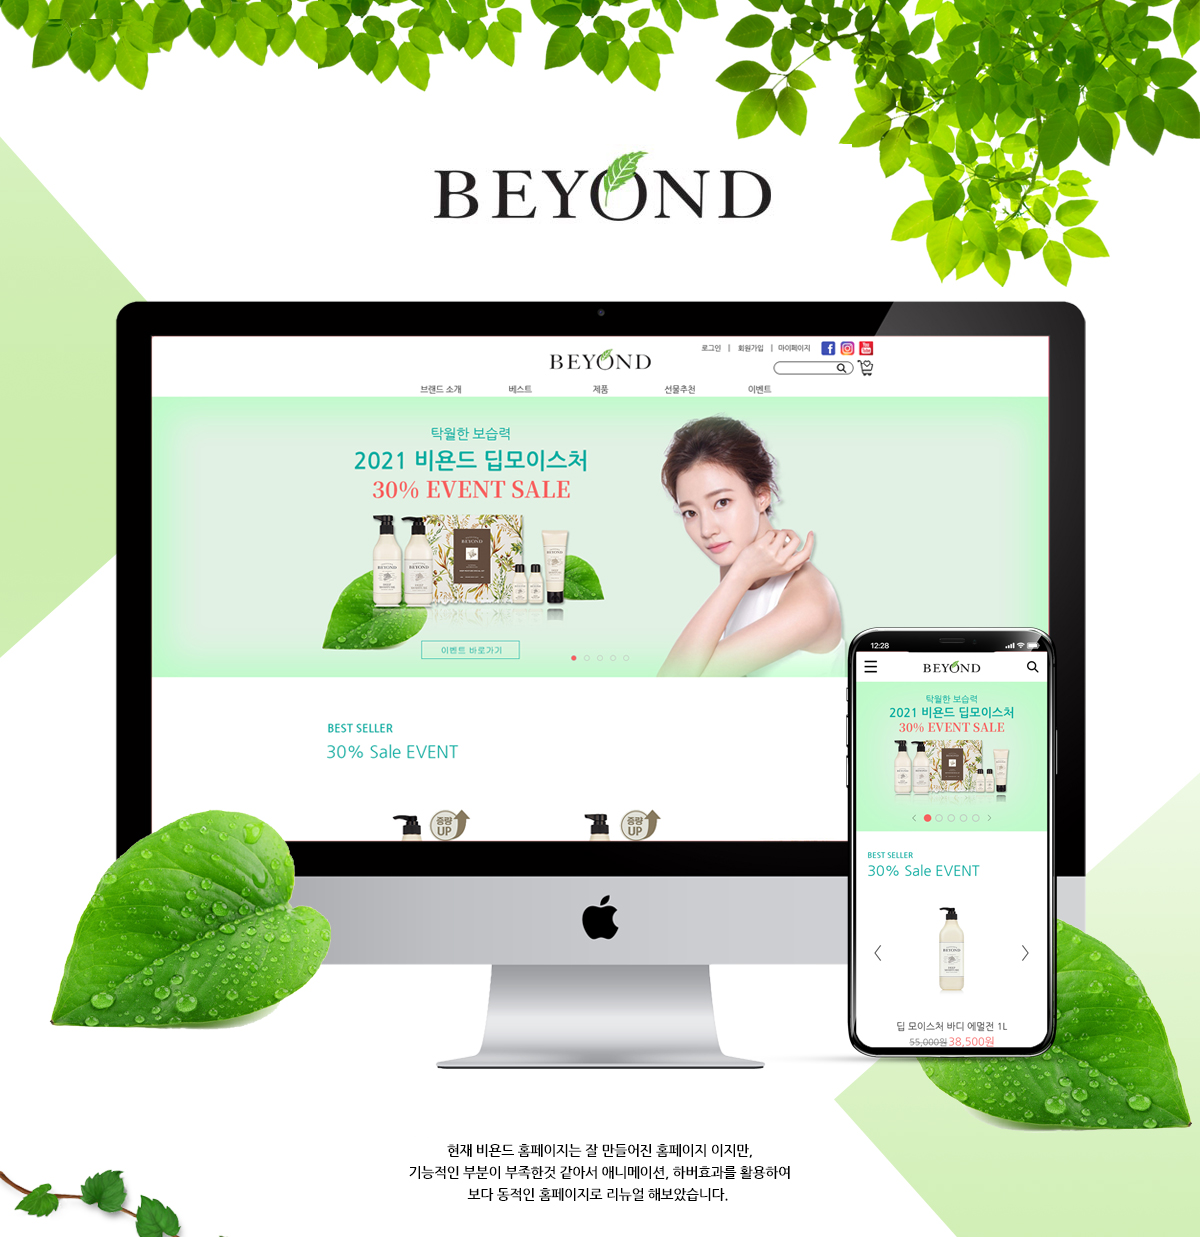 BEYOND
로그인 | 회원가입 | 마이페이지
BEYOND
브랜드 소개 베스트 제품 선물추천 이벤트
탁월한 보습력
2021 비욘드 딥모이스처
30% EVENT SALE
BEYOND
BEYOND
BEYOND
BEYOND
이벤트 바로가기
BEST SELLER
30% Sale EVENT
증량
UP
증량
UP
12:28
BEYOND
탁월한 보습력
2021 비욘드 딥모이스처
30% EVENT SALE
BEST SELLER
30% Sale EVENT
BEYOND
딥 모이스처 바디 에멀전 1L
55,000원 38,500원
현재 비욘드 홈페이지는 잘 만들어진 홈페이지 이지만,
기능적인 부분이 부족한것 같아서 애니메이션, 하버효과를 활용하여
보다 동적인 홈페이지로 리뉴얼 해보았습니다.